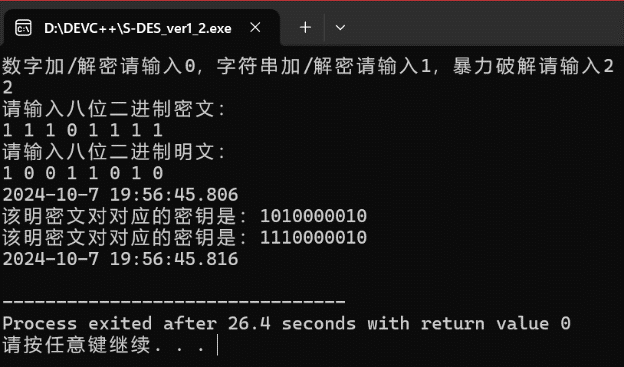 D:\DEVC++\S-DES_ver1_2.exe
数字加/解密请输入0，字符串加/解密请输入1，暴力破解请输入2
2
请输入八位二进制密文：
1 1 1 0 1 1 1 1
请输入八位二进制明文：
1 0 0 1 1 0 1 0
2024-10-7 19:56:45.806
该明密文对对应的密钥是：1010000010
该明密文对对应的密钥是：1110000010
2024-10-7 19:56:45.816
--------------------------------
Process exited after 26.4 seconds with return value 0
请按任意键继续. . .